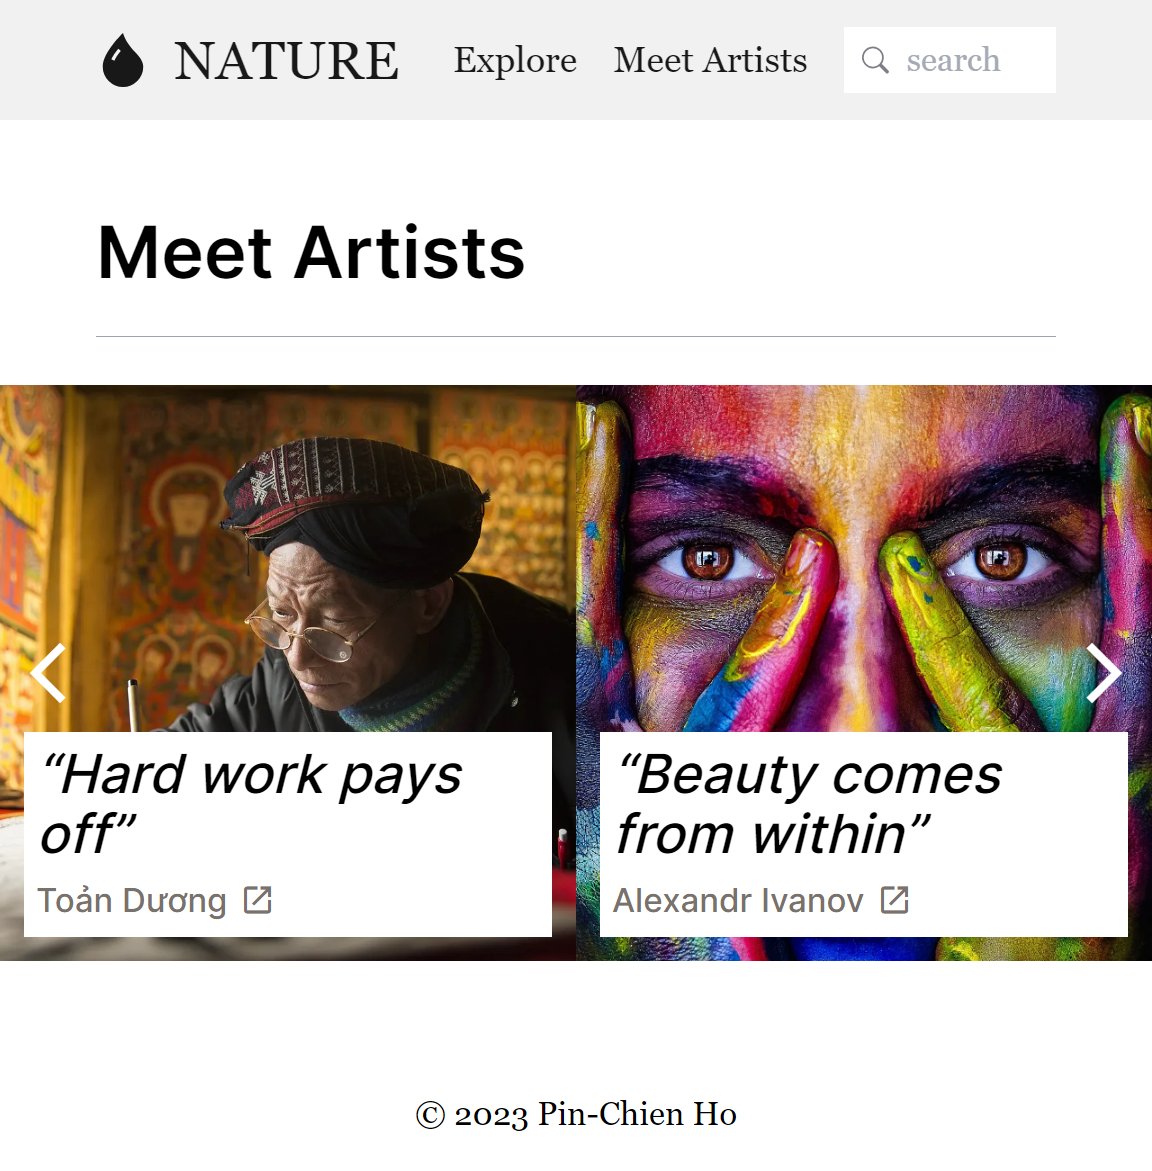 NATURE Explore Meet Artists search
Meet Artists
“Hard work pays
off”
Toản Dương
“Beauty comes
from within”
Alexandr Ivanov
© 2023 Pin-Chien Ho